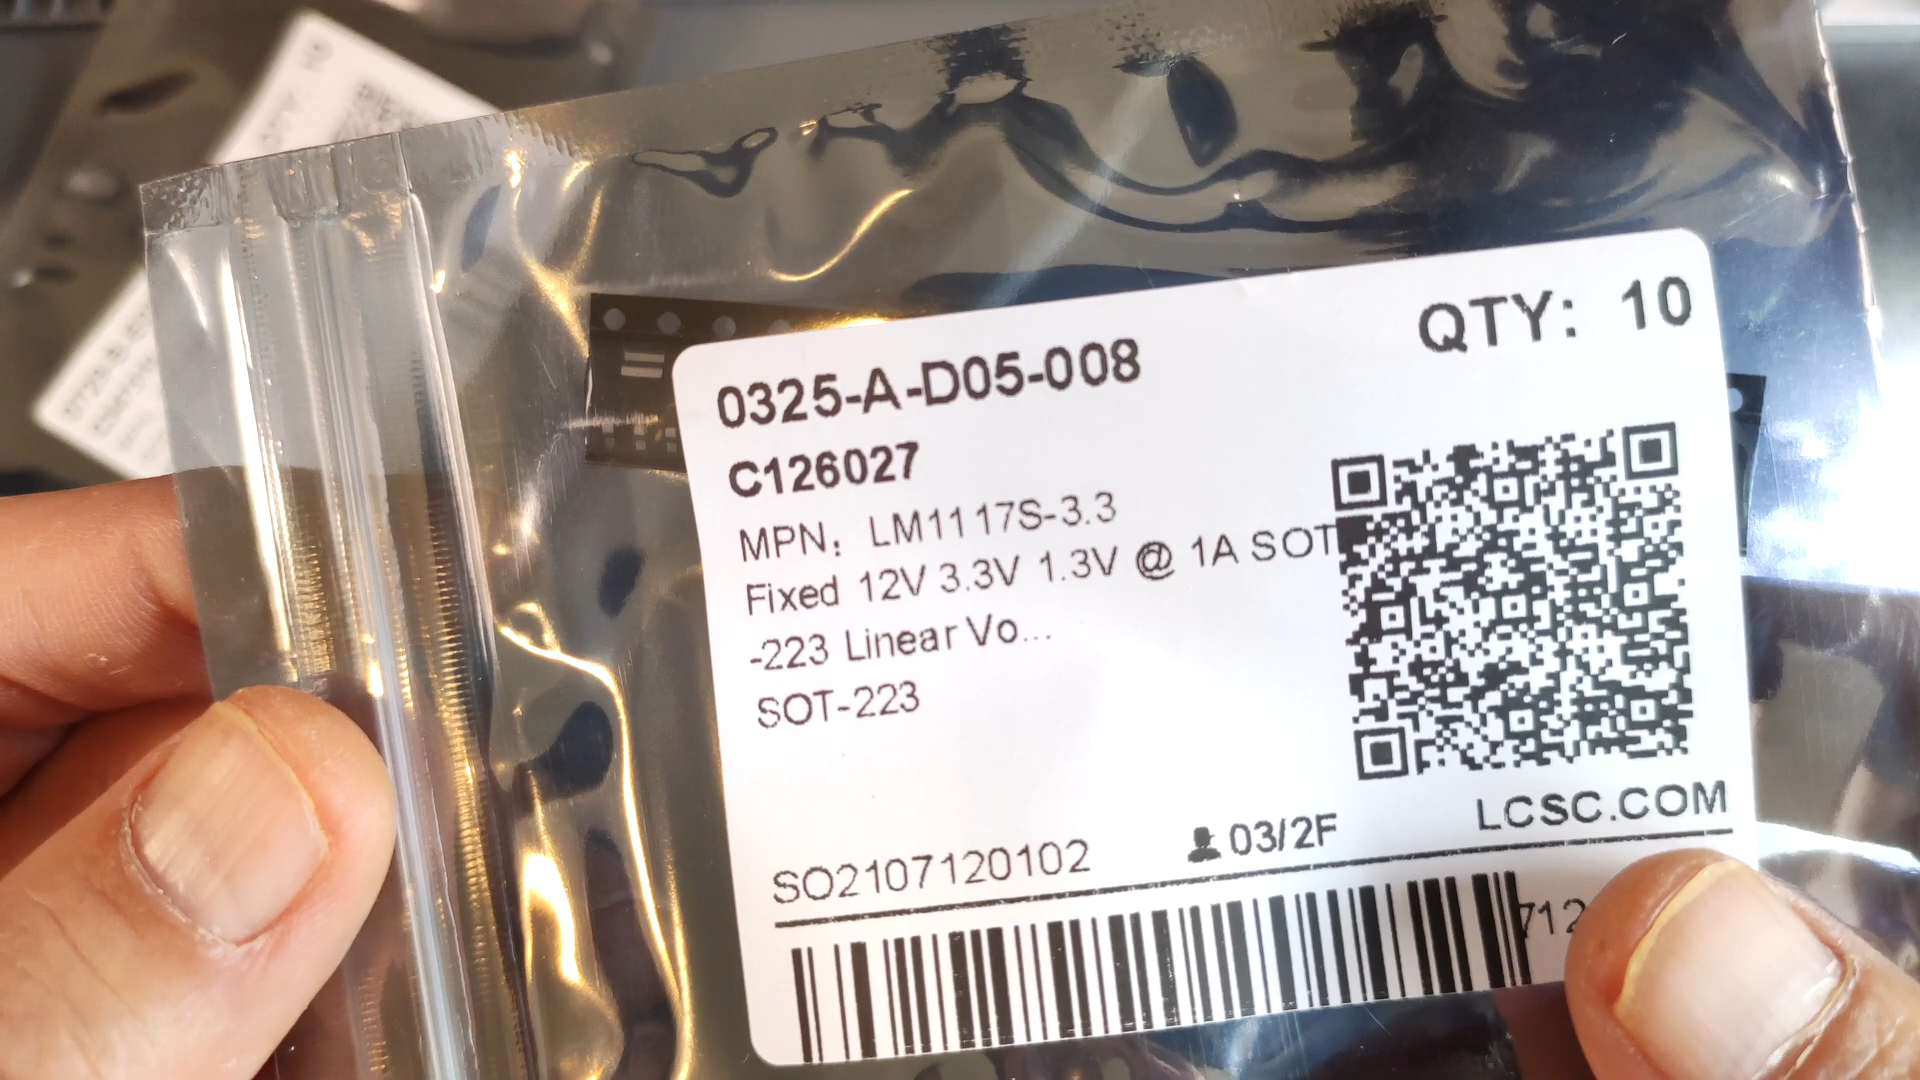 0325-A-D05-008
QTY: 10
C126027
MPN: LM1117S-3.3
Fixed 12V 3.3V 1.3V @ 1A SOT
-223 Linear Vo...
SOT-223
LCSC.COM
SO2107120102
03/2F
712